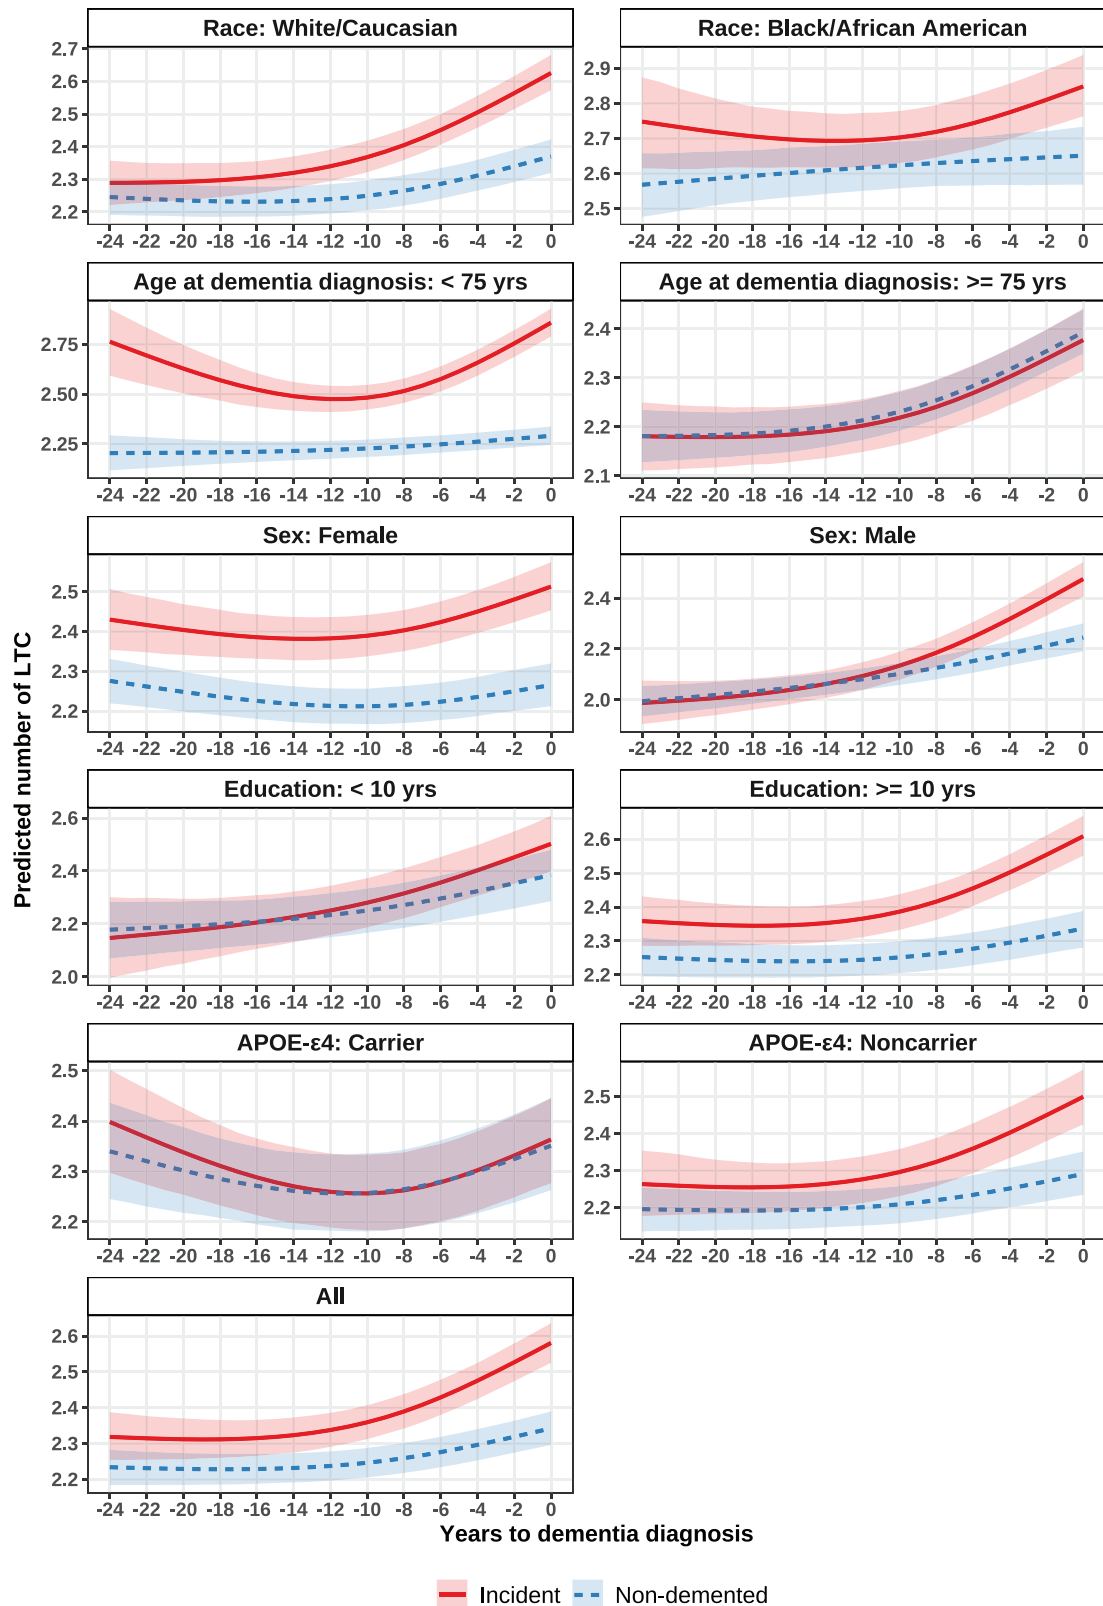 Race: White/Caucasian
2.7
2.6
2.5
2.4
2.3
2.2
-24 -22 -20 -18 -16 -14 -12 -10 -8 -6 -4 -2 0
Race: Black/African American
2.9
2.8
2.7
2.6
2.5
-24 -22 -20 -18 -16 -14 -12 -10 -8 -6 -4 -2 0
Age at dementia diagnosis: < 75 yrs
2.75
2.50
2.25
-24 -22 -20 -18 -16 -14 -12 -10 -8 -6 -4 -2 0
Age at dementia diagnosis: >= 75 yrs
2.4
2.3
2.2
2.1
-24 -22 -20 -18 -16 -14 -12 -10 -8 -6 -4 -2 0
Sex: Female
2.5
2.4
2.3
2.2
-24 -22 -20 -18 -16 -14 -12 -10 -8 -6 -4 -2 0
Sex: Male
2.4
2.2
2.0
-24 -22 -20 -18 -16 -14 -12 -10 -8 -6 -4 -2 0
Predicted number of LTC
Education: < 10 yrs
2.6
2.4
2.2
2.0
-24 -22 -20 -18 -16 -14 -12 -10 -8 -6 -4 -2 0
Education: >= 10 yrs
2.6
2.5
2.4
2.3
2.2
-24 -22 -20 -18 -16 -14 -12 -10 -8 -6 -4 -2 0
APOE-ε4: Carrier
2.5
2.4
2.3
2.2
-24 -22 -20 -18 -16 -14 -12 -10 -8 -6 -4 -2 0
APOE-ε4: Noncarrier
2.5
2.4
2.3
2.2
-24 -22 -20 -18 -16 -14 -12 -10 -8 -6 -4 -2 0
All
2.6
2.5
2.4
2.3
2.2
-24 -22 -20 -18 -16 -14 -12 -10 -8 -6 -4 -2 0
Years to dementia diagnosis
Incident Non-demented